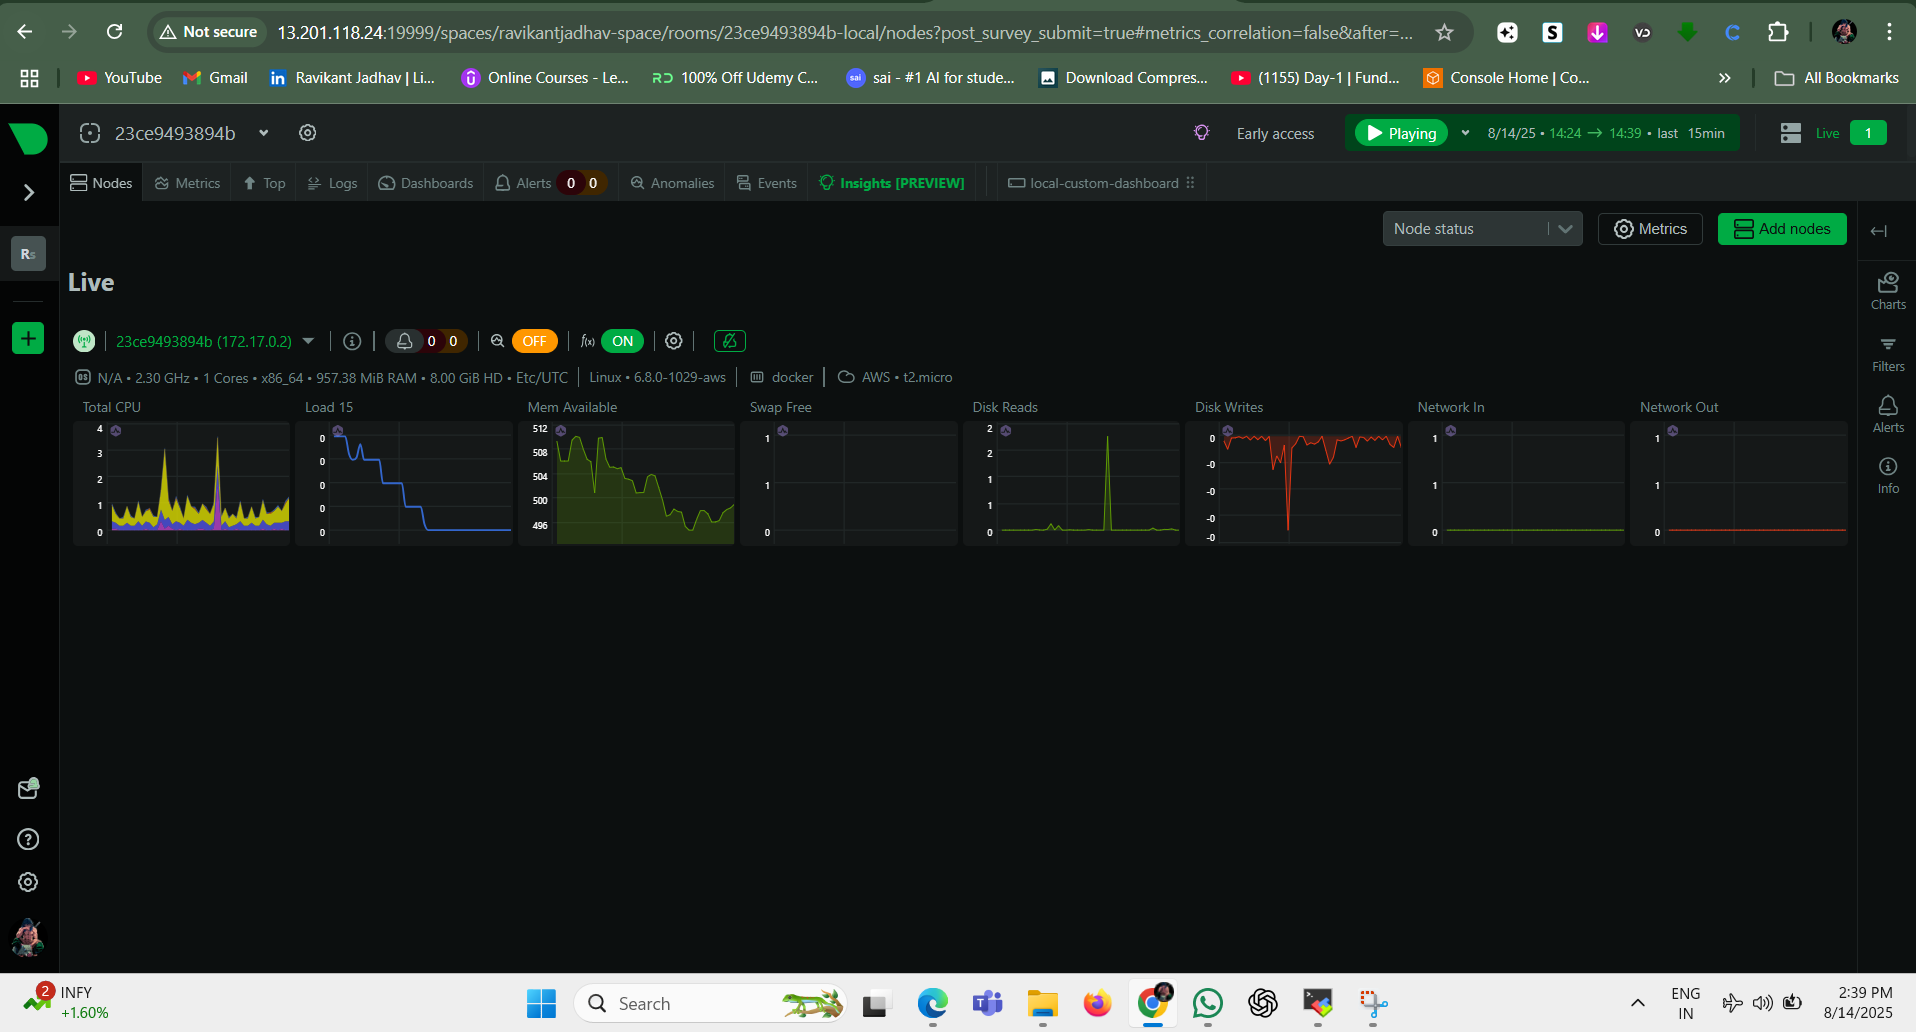 Not secure 13.201.118.24:19999/spaces/ravikantjadhav-space/rooms/23ce9493894b-local/nodes?post_survey_submit=true#metrics_correlation=false&after=...
YouTube Gmail Ravikant Jadhav | Li... Online Courses - Le... 100% Off Udemy C... sai - #1 AI for stude... Download Compres... (1155) Day-1 | Fund... Console Home | Co... » All Bookmarks
23ce9493894b Early access Playing 8/14/25 • 14:24 → 14:39 • last 15min Live 1
Nodes Metrics Top Logs Dashboards Alerts 0 0 Anomalies Events Insights [PREVIEW] local-custom-dashboard
Node status Metrics Add nodes
Rs
Live
Charts
Filters
Alerts
Info
23ce9493894b (172.17.0.2) 0 0 OFF f(x) ON
OS N/A • 2.30 GHz • 1 Cores • x86_64 • 957.38 MiB RAM • 8.00 GiB HD • Etc/UTC Linux • 6.8.0-1029-aws docker AWS • t2.micro
Total CPU Load 15 Mem Available Swap Free Disk Reads Disk Writes Network In Network Out
4 0 512 1 2 0 1 1
3 0 508 2 -0
2 0 504 1 1 -0 1 1
1 0 500 1 -0
0 0 496 0 0 -0 0 0
2 INFY
+1.60%
Search
ENG
IN
2:39 PM
8/14/2025